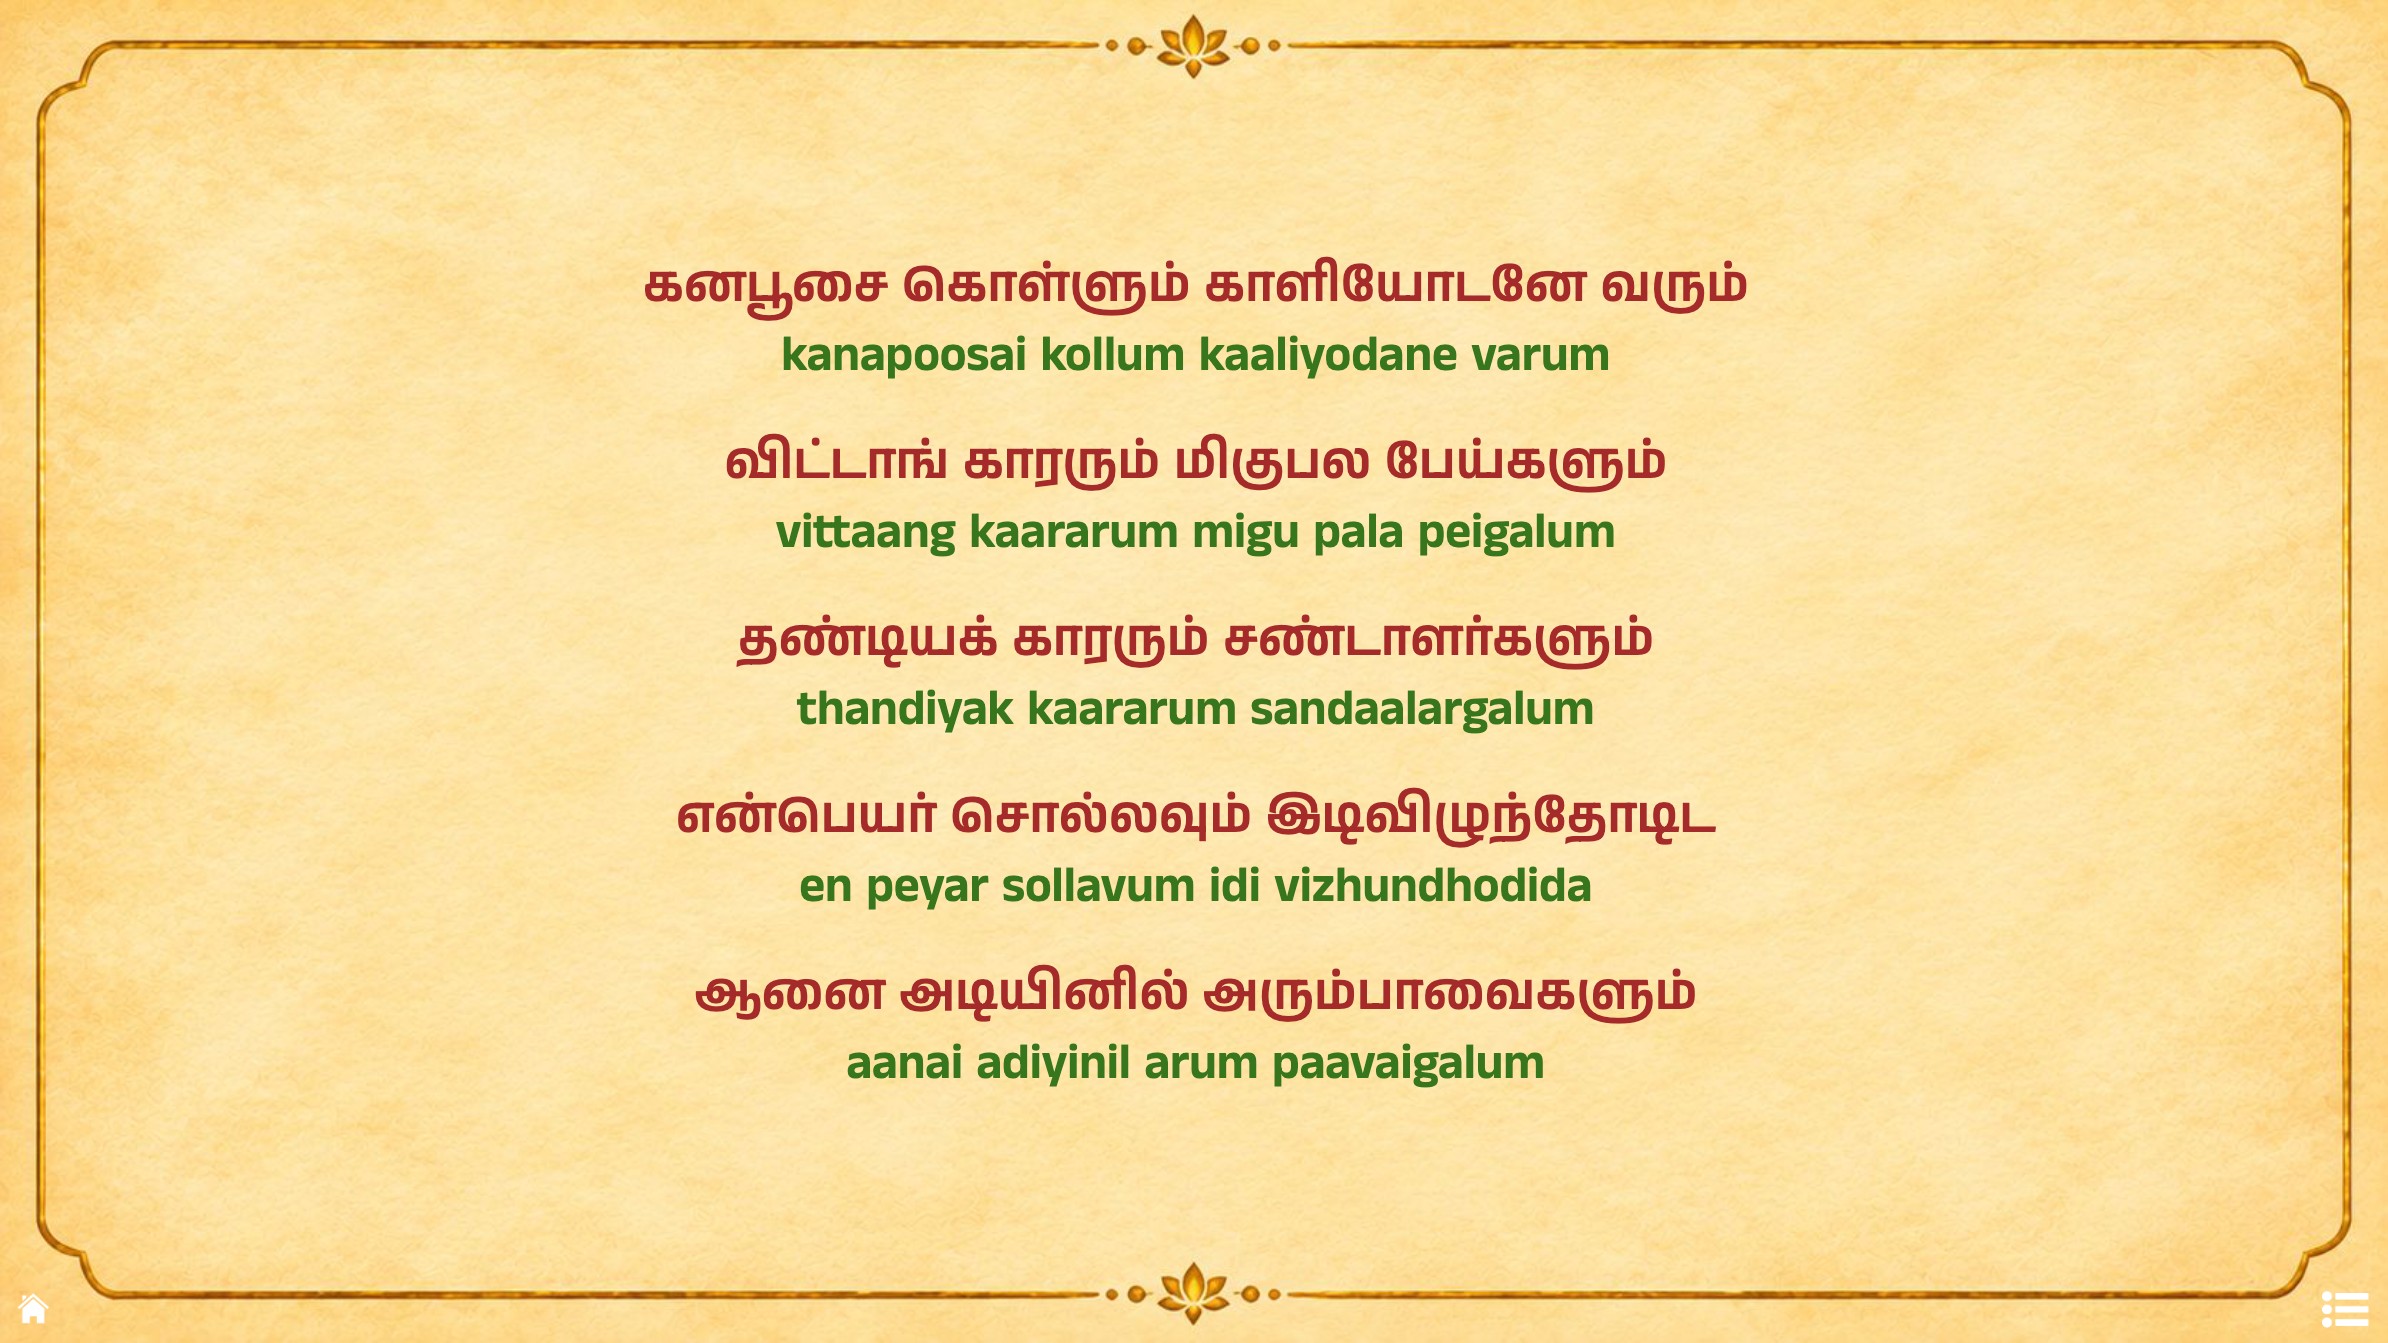 கனபூசை கொள்ளும் காளியோடனே வரும்
kanapoosai kollum kaaliyodane varum
விட்டாங் காரரும் மிகுபல பேய்களும்
vittaang kaararum migu pala peigalum
தண்டியக் காரரும் சண்டாளர்களும்
thandiyak kaararum sandaalargalum
என்பெயர் சொல்லவும் இடிவிழுந்தோடிட
en peyar sollavum idi vizhundhodida
ஆனை அடியினில் அரும்பாவைகளும்
aanai adiyinil arum paavaigalum